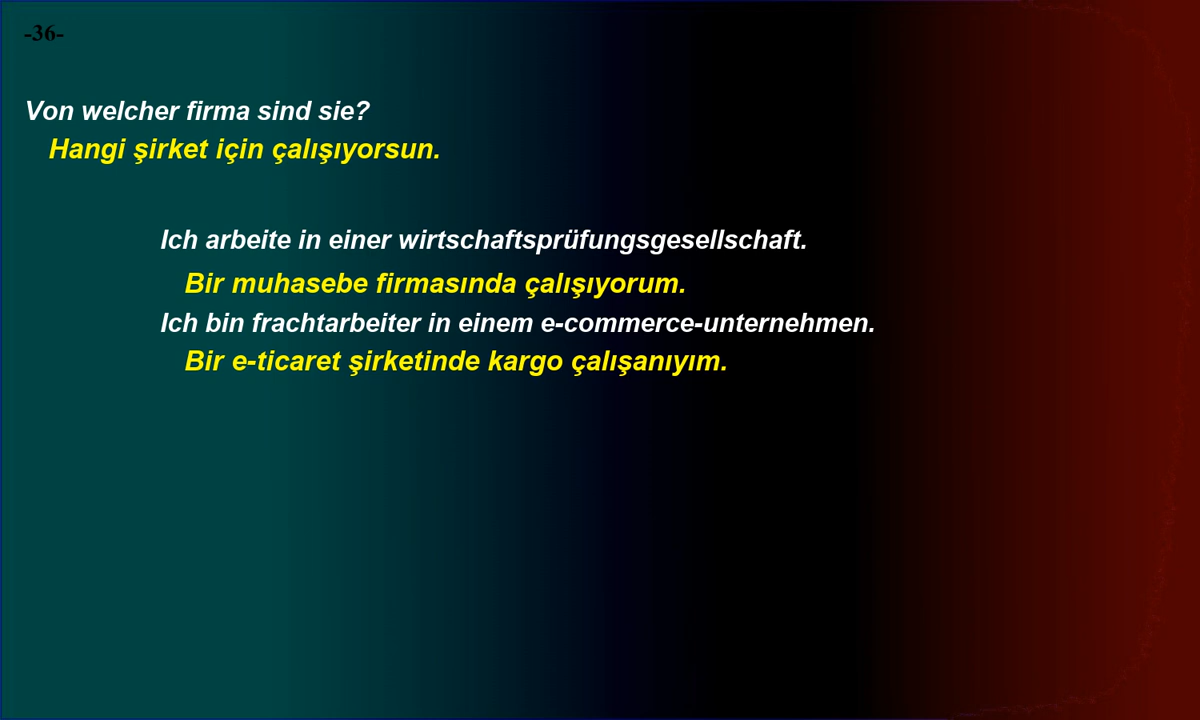 -36-
Von welcher firma sind sie?
Hangi şirket için çalışıyorsun.
Ich arbeite in einer wirtschaftsprüfungsgesellschaft.
Bir muhasebe firmasında çalışıyorum.
Ich bin frachtarbeiter in einem e-commerce-unternehmen.
Bir e-ticaret şirketinde kargo çalışanıyım.